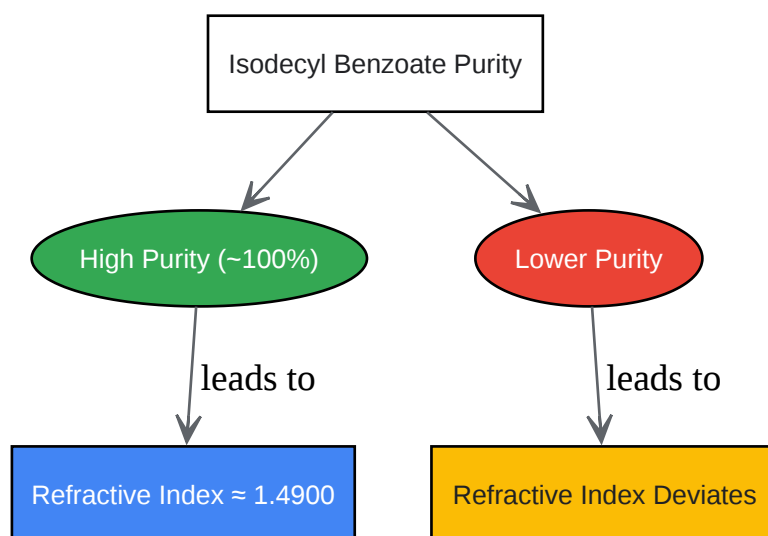 Isodecyl Benzoate Purity
High Purity (~100%)
Lower Purity
leads to
leads to
Refractive Index ≈ 1.4900
Refractive Index Deviates